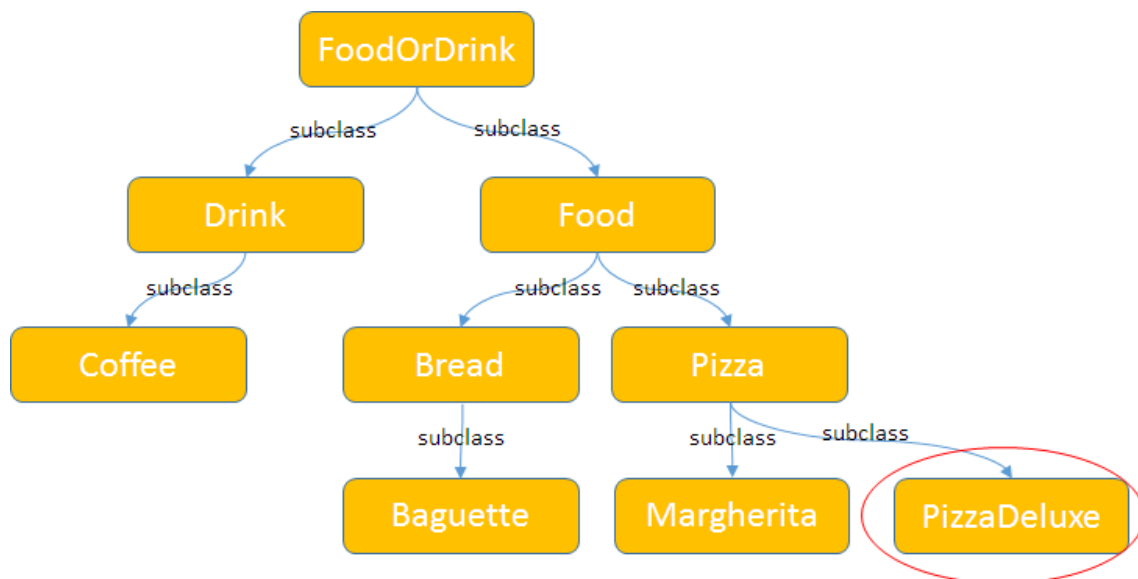 FoodOrDrink
subclass
subclass
Drink
Food
subclass
subclass
subclass
Coffee
Bread
Pizza
subclass
subclass
subclass
Baguette
Margherita
PizzaDeluxe